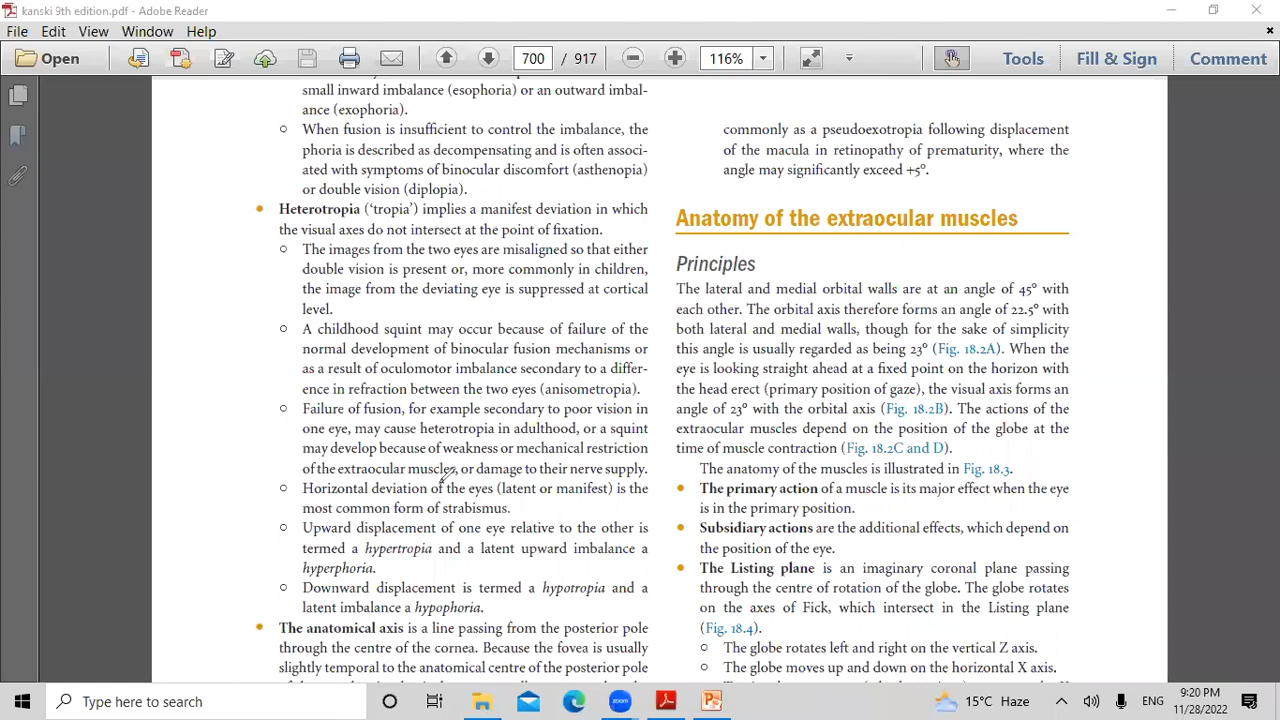 kanski 9th edition.pdf - Adobe Reader
File Edit View Window Help
Open 700 / 917 116% Tools Fill & Sign Comment
small inward imbalance (esophoria) or an outward imbal-
ance (exophoria).
When fusion is insufficient to control the imbalance, the
phoria is described as decompensating and is often associ-
ated with symptoms of binocular discomfort (asthenopia)
or double vision (diplopia).
Heterotropia (‘tropia’) implies a manifest deviation in which
the visual axes do not intersect at the point of fixation.
The images from the two eyes are misaligned so that either
double vision is present or, more commonly in children,
the image from the deviating eye is suppressed at cortical
level.
A childhood squint may occur because of failure of the
normal development of binocular fusion mechanisms or
as a result of oculomotor imbalance secondary to a differ-
ence in refraction between the two eyes (anisometropia).
Failure of fusion, for example secondary to poor vision in
one eye, may cause heterotropia in adulthood, or a squint
may develop because of weakness or mechanical restriction
of the extraocular muscles, or damage to their nerve supply.
Horizontal deviation of the eyes (latent or manifest) is the
most common form of strabismus.
Upward displacement of one eye relative to the other is
termed a hypertropia and a latent upward imbalance a
hyperphoria.
Downward displacement is termed a hypotropia and a
latent imbalance a hypophoria.
The anatomical axis is a line passing from the posterior pole
through the centre of the cornea. Because the fovea is usually
slightly temporal to the anatomical centre of the posterior pole
commonly as a pseudoexotropia following displacement
of the macula in retinopathy of prematurity, where the
angle may significantly exceed +5°.
Anatomy of the extraocular muscles
Principles
The lateral and medial orbital walls are at an angle of 45° with
each other. The orbital axis therefore forms an angle of 22.5° with
both lateral and medial walls, though for the sake of simplicity
this angle is usually regarded as being 23° (Fig. 18.2A). When the
eye is looking straight ahead at a fixed point on the horizon with
the head erect (primary position of gaze), the visual axis forms an
angle of 23° with the orbital axis (Fig. 18.2B). The actions of the
extraocular muscles depend on the position of the globe at the
time of muscle contraction (Fig. 18.2C and D).
The anatomy of the muscles is illustrated in Fig. 18.3.
The primary action of a muscle is its major effect when the eye
is in the primary position.
Subsidiary actions are the additional effects, which depend on
the position of the eye.
The Listing plane is an imaginary coronal plane passing
through the centre of rotation of the globe. The globe rotates
on the axes of Fick, which intersect in the Listing plane
(Fig. 18.4).
The globe rotates left and right on the vertical Z axis.
The globe moves up and down on the horizontal X axis.
Type here to search 15°C Haze ENG 9:20 PM
11/28/2022